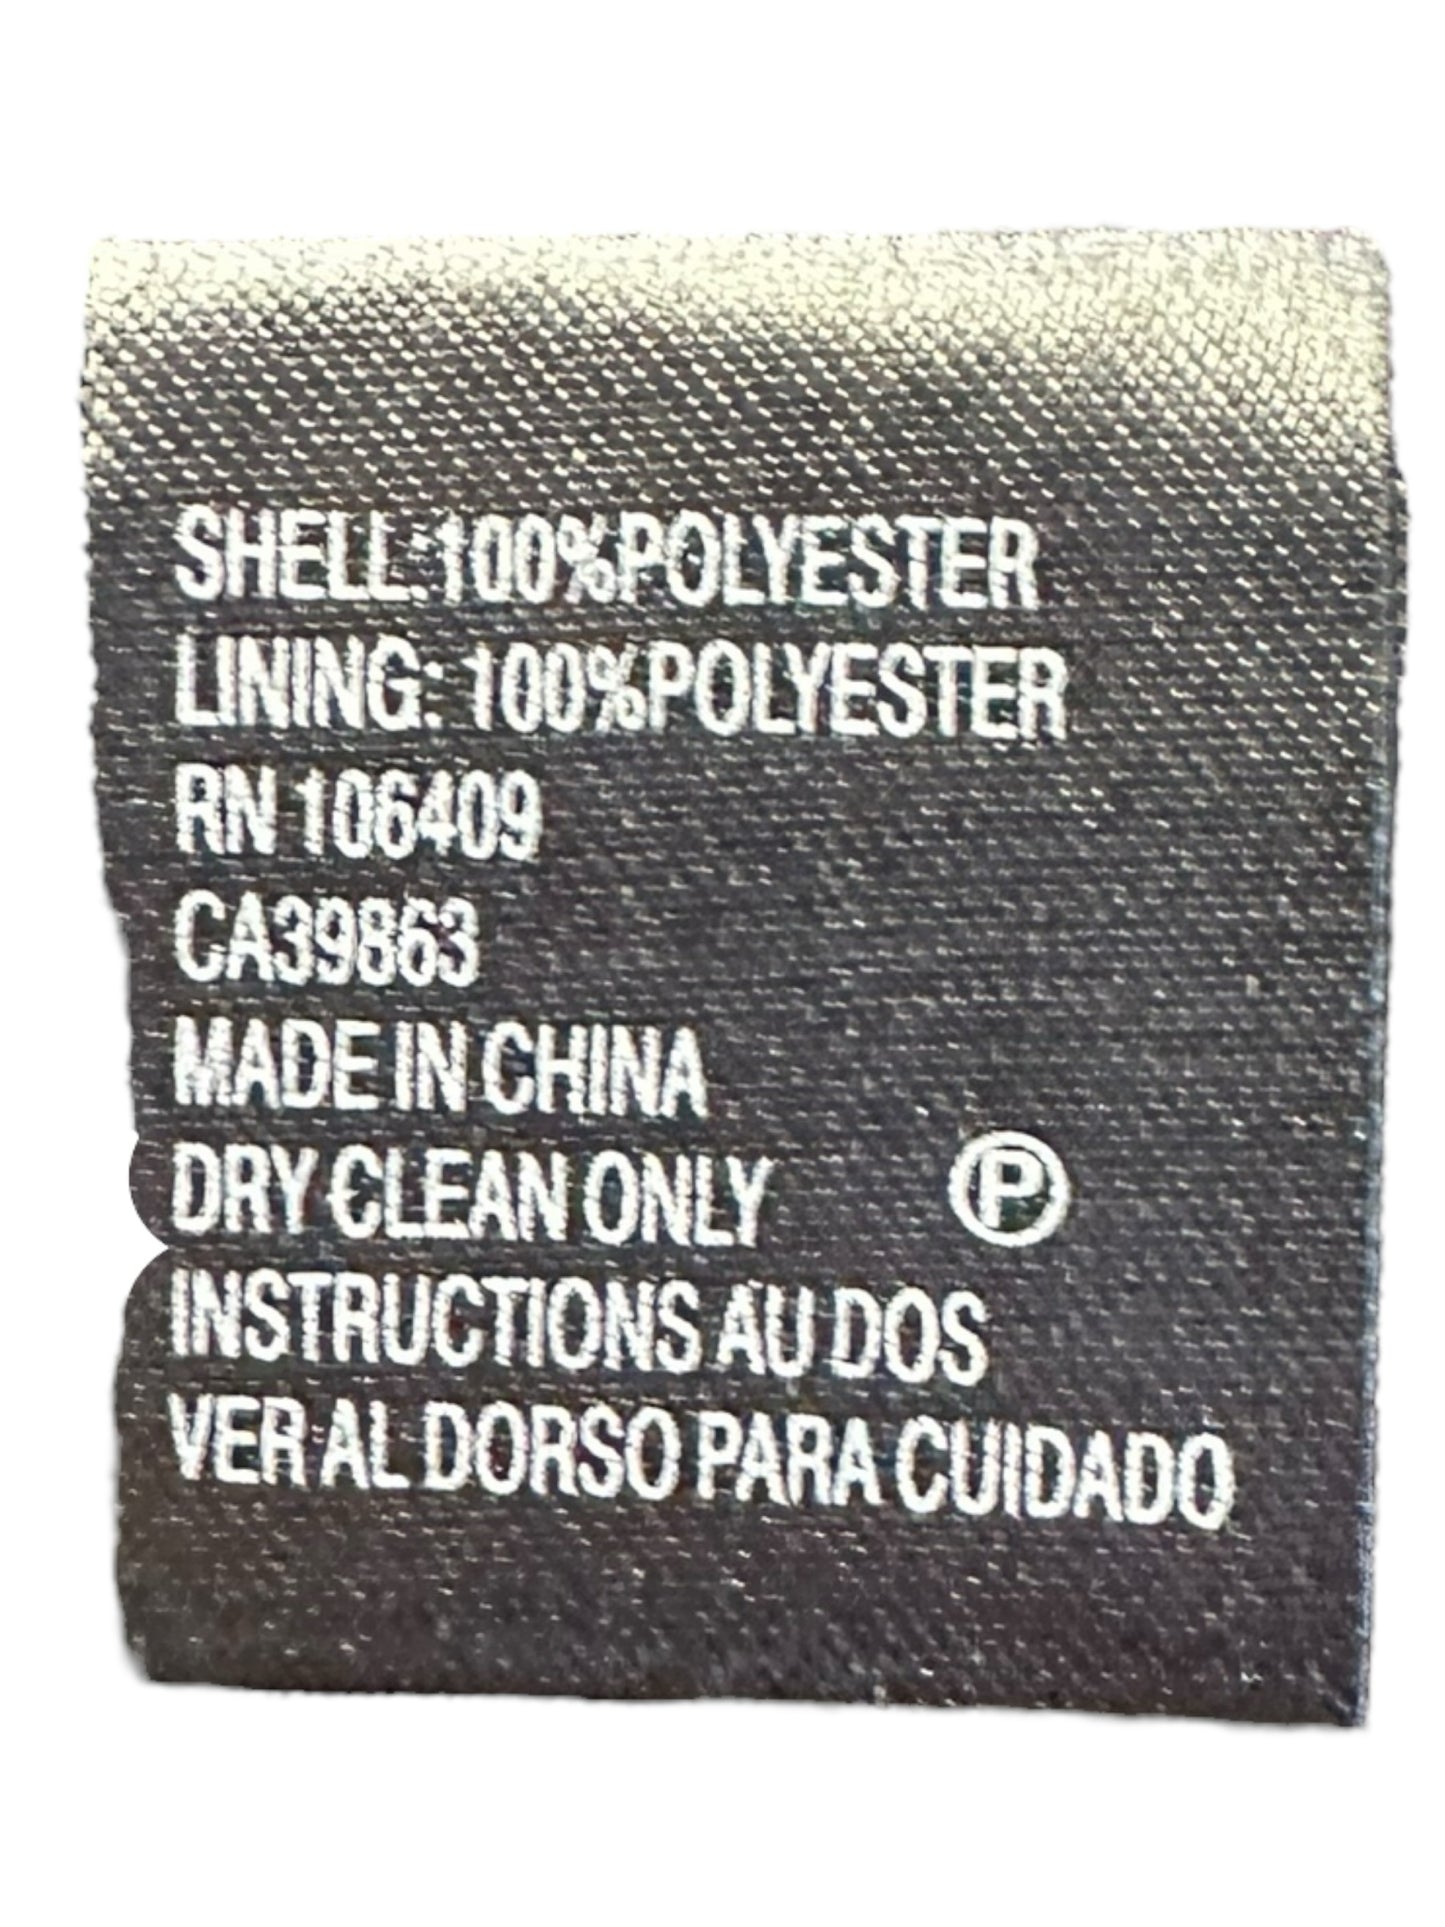 SHELL:100%POLYESTER
LINING: 100%POLYESTER
RN 106409
CA39863
MADE IN CHINA
DRY CLEAN ONLY P
INSTRUCTIONS AU DOS
VER AL DORSO PARA CUIDADO